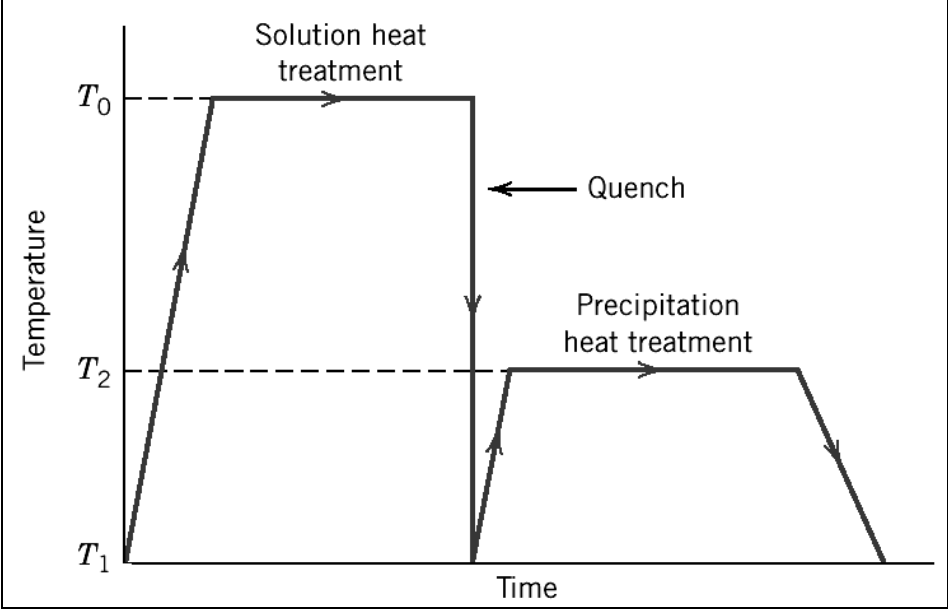 Solution heat
treatment
T0
Quench
Temperature
Precipitation
heat treatment
T2
T1
Time